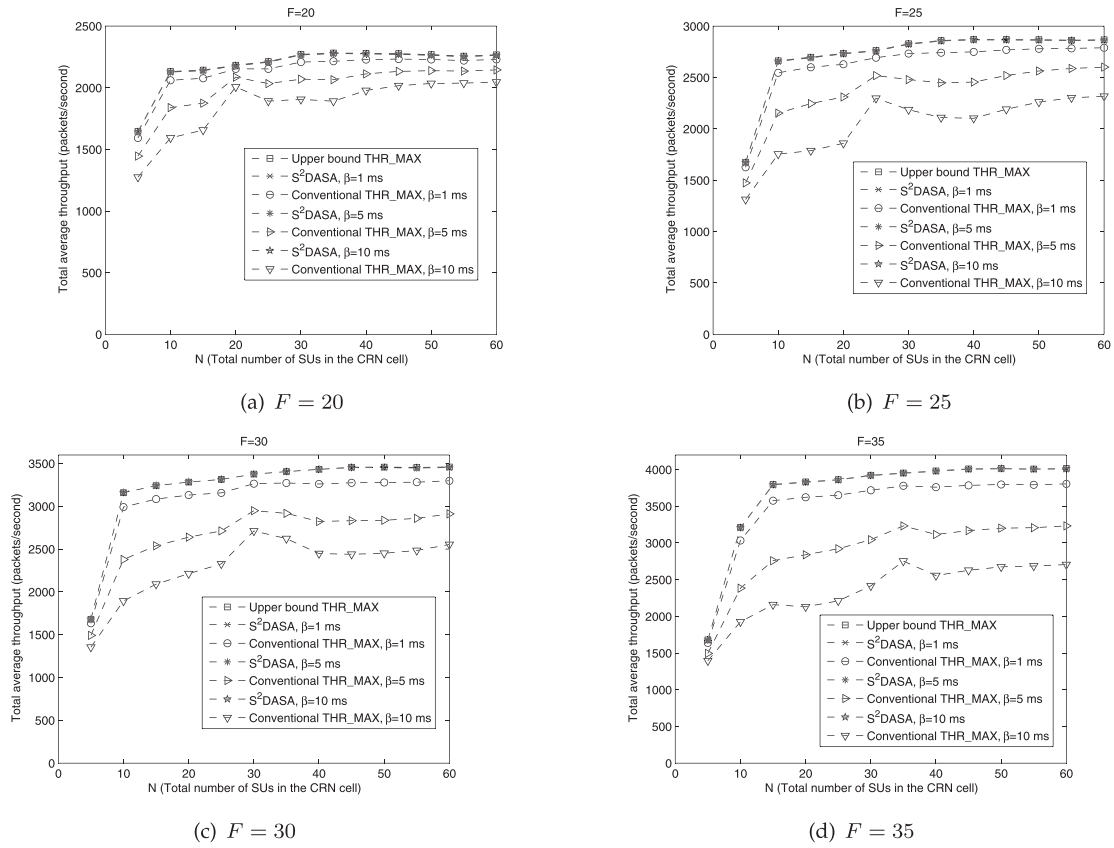 F=20
2500
2000
1500
1000
500
0
0 10 20 30 40 50 60
Total average throughput (packets/second)
N (Total number of SUs in the CRN cell)
Upper bound THR_MAX
S²DASA, β=1 ms
Conventional THR_MAX, β=1 ms
S²DASA, β=5 ms
Conventional THR_MAX, β=5 ms
S²DASA, β=10 ms
Conventional THR_MAX, β=10 ms
(a) F = 20
F=25
3000
2500
2000
1500
1000
500
0
0 10 20 30 40 50 60
Total average throughput (packets/second)
N (Total number of SUs in the CRN cell)
Upper bound THR_MAX
S²DASA, β=1 ms
Conventional THR_MAX, β=1 ms
S²DASA, β=5 ms
Conventional THR_MAX, β=5 ms
S²DASA, β=10 ms
Conventional THR_MAX, β=10 ms
(b) F = 25
F=30
3500
3000
2500
2000
1500
1000
500
0
0 10 20 30 40 50 60
Total average throughput (packets/second)
N (Total number of SUs in the CRN cell)
Upper bound THR_MAX
S²DASA, β=1 ms
Conventional THR_MAX, β=1 ms
S²DASA, β=5 ms
Conventional THR_MAX, β=5 ms
S²DASA, β=10 ms
Conventional THR_MAX, β=10 ms
(c) F = 30
F=35
4000
3500
3000
2500
2000
1500
1000
500
0
0 10 20 30 40 50 60
Total average throughput (packets/second)
N (Total number of SUs in the CRN cell)
Upper bound THR_MAX
S²DASA, β=1 ms
Conventional THR_MAX, β=1 ms
S²DASA, β=5 ms
Conventional THR_MAX, β=5 ms
S²DASA, β=10 ms
Conventional THR_MAX, β=10 ms
(d) F = 35